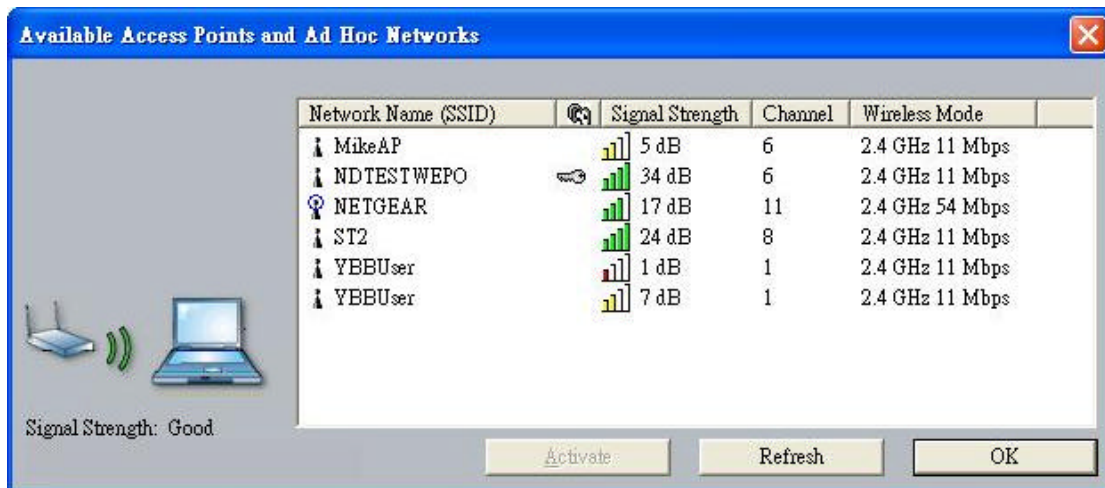 Available Access Points and Ad Hoc Networks
Network Name (SSID) Signal Strength Channel Wireless Mode
MikeAP 5 dB 6 2.4 GHz 11 Mbps
NDTESTWEPO 34 dB 6 2.4 GHz 11 Mbps
NETGEAR 17 dB 11 2.4 GHz 54 Mbps
ST2 24 dB 8 2.4 GHz 11 Mbps
YBBUser 1 dB 1 2.4 GHz 11 Mbps
YBBUser 7 dB 1 2.4 GHz 11 Mbps
Signal Strength: Good
Activate Refresh OK